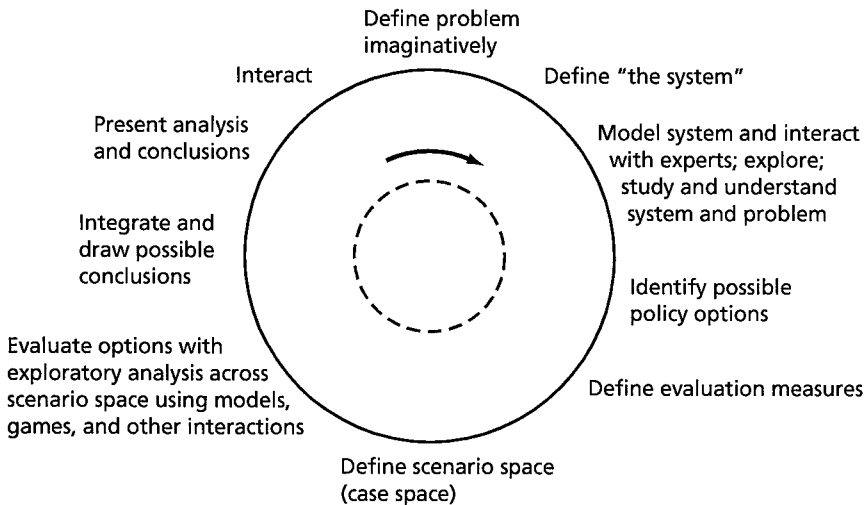 Define problem
imaginatively
Define “the system”
Model system and interact
with experts; explore;
study and understand
system and problem
Identify possible
policy options
Define evaluation measures
Define scenario space
(case space)
Evaluate options with
exploratory analysis across
scenario space using models,
games, and other interactions
Integrate and
draw possible
conclusions
Present analysis
and conclusions
Interact